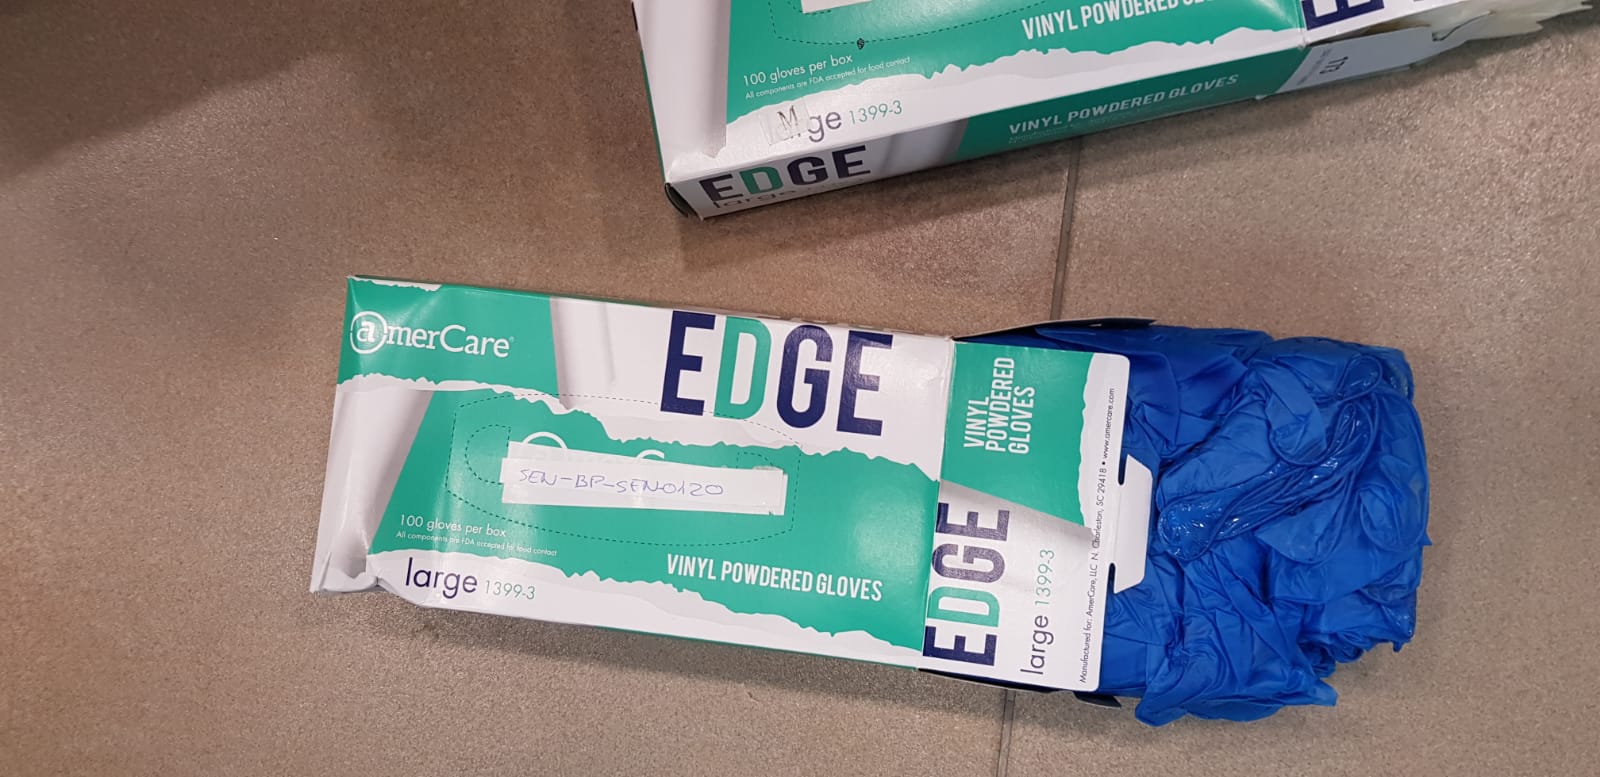 VINYL POWDERED
100 gloves per box
All components are FDA accepted for food contact
M ge 1399-3
VINYL POWDERED GLOVES
EDGE
large
amerCare
EDGE
SEN-BP-SEN0120
100 gloves per box
All components are FDA accepted for food contact
large 1399-3
VINYL POWDERED GLOVES
VINYL
POWDERED
GLOVES
EDGE
large 1399-3
Manufactured for: AmerCare, LLC N. Charleston, SC 29418 • www.amercare.com